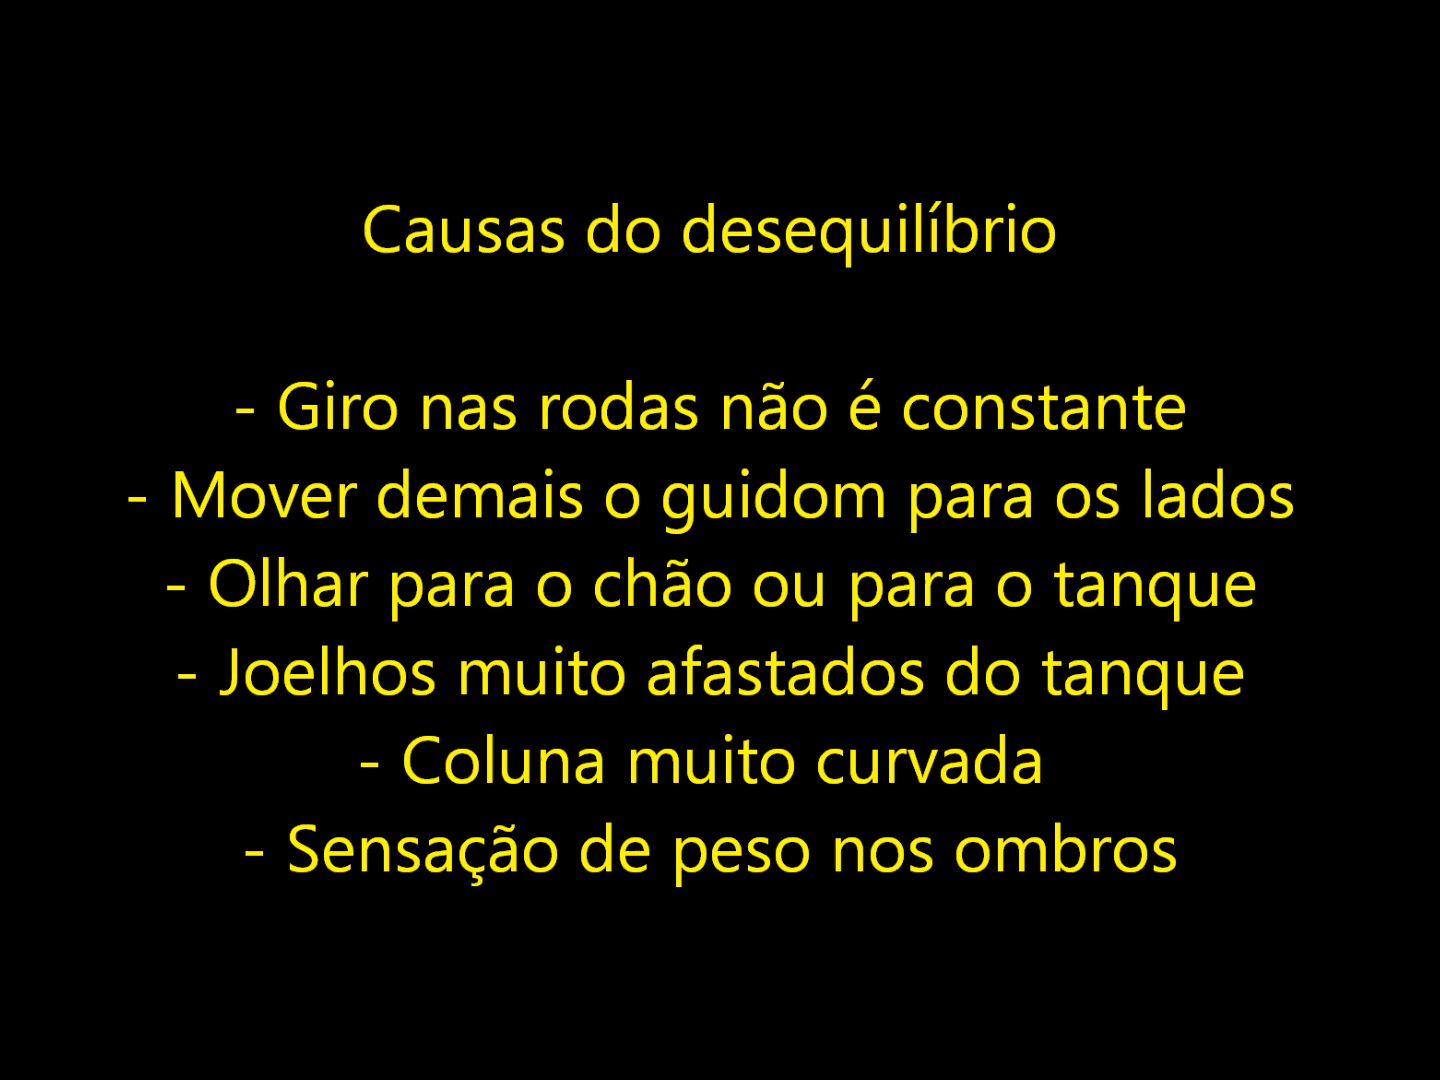 Causas do desequilíbrio
- Giro nas rodas não é constante
- Mover demais o guidom para os lados
- Olhar para o chão ou para o tanque
- Joelhos muito afastados do tanque
- Coluna muito curvada
- Sensação de peso nos ombros